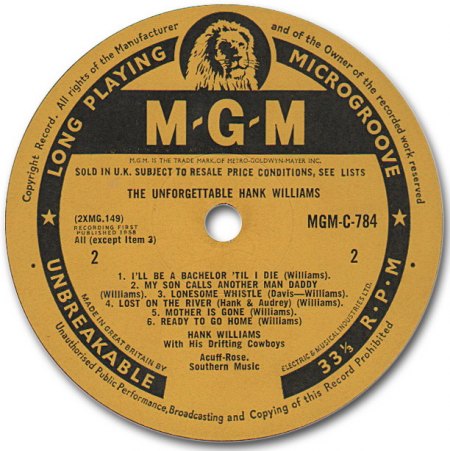 Copyright Record · All rights of the Manufacturer and of the Owner of the recorded work reserved
LONG PLAYING
MICROGROOVE
M-G-M
M.G.M. IS THE TRADE MARK OF METRO-GOLDWYN-MAYER INC.
SOLD IN U.K. SUBJECT TO RESALE PRICE CONDITIONS, SEE LISTS
THE UNFORGETTABLE HANK WILLIAMS
(2XMG.149)
MGM-C-784
RECORDING FIRST
PUBLISHED 1958
All (except Item 3)
2
2
1. I'LL BE A BACHELOR 'TIL I DIE (Williams).
2. MY SON CALLS ANOTHER MAN DADDY
(Williams). 3. LONESOME WHISTLE (Davis—Williams).
4. LOST ON THE RIVER (Hank & Audrey) (Williams).
5. MOTHER IS GONE (Williams)
6. READY TO GO HOME (Williams)
HANK WILLIAMS
With His Drifting Cowboys
Acuff-Rose.
Southern Music
MADE IN GREAT BRITAIN BY
ELECTRIC & MUSICAL INDUSTRIES LTD.
UNBREAKABLE
33⅓ R.P.M
Unauthorised Public Performance, Broadcasting and Copying of this Record Prohibited